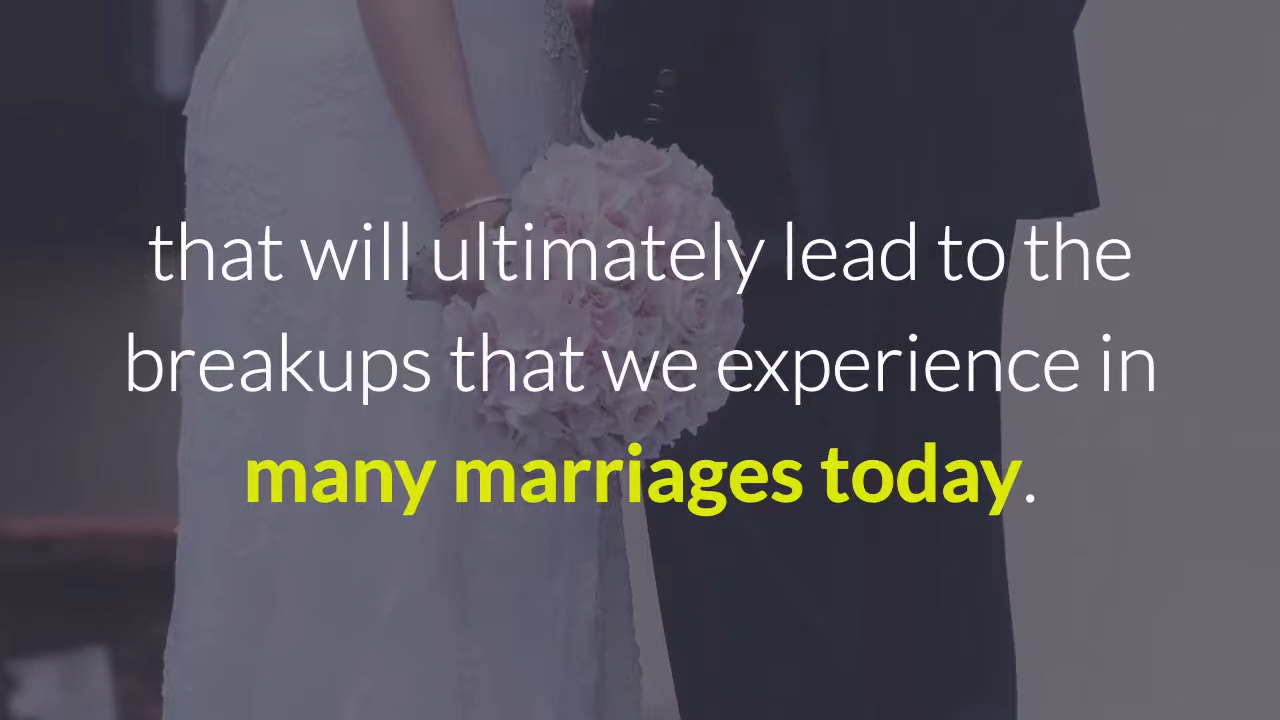 that will ultimately lead to the
breakups that we experience in
many marriages today.